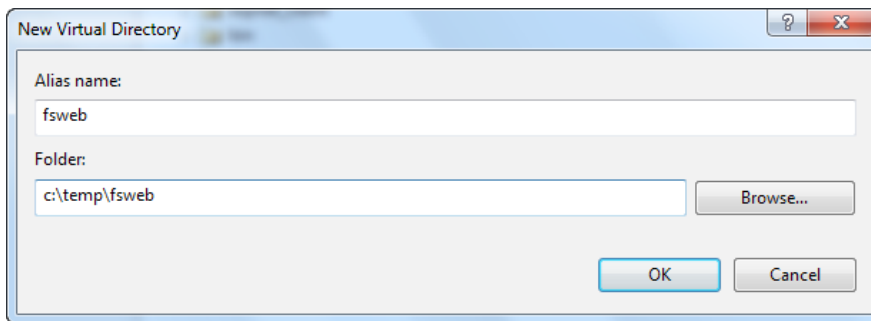 New Virtual Directory
Alias name:
fsweb
Folder:
c:\temp\fsweb
Browse...
OK
Cancel